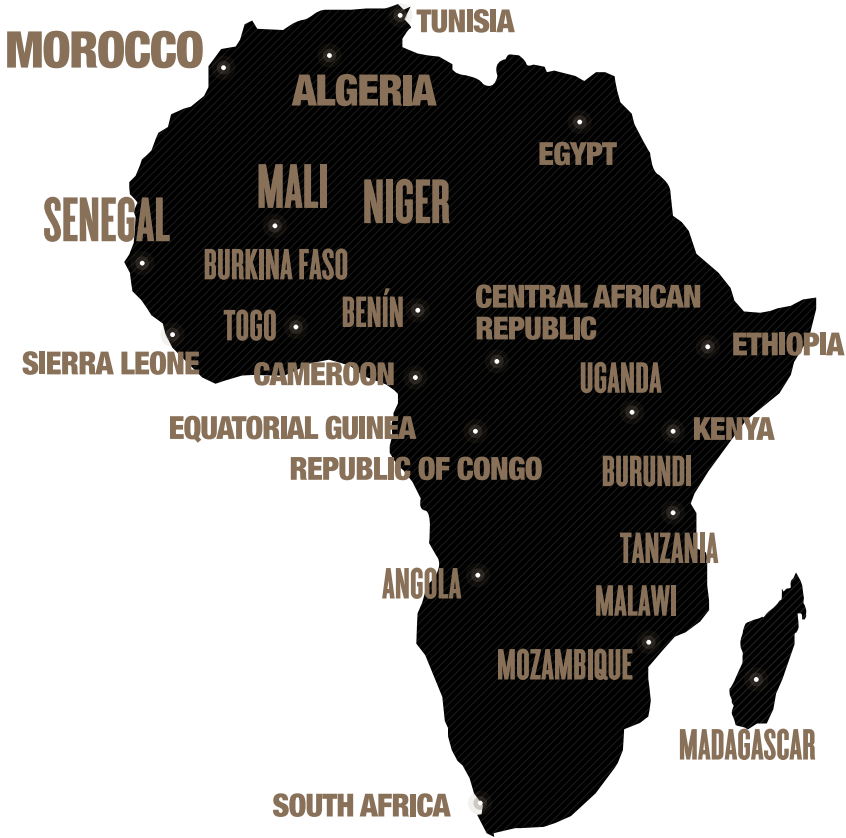 TUNISIA
MOROCCO
ALGERIA
EGYPT
MALI
NIGER
SENEGAL
BURKINA FASO
CENTRAL AFRICAN
REPUBLIC
BENÍN
TOGO
ETHIOPIA
SIERRA LEONE
CAMEROON
UGANDA
EQUATORIAL GUINEA
KENYA
REPUBLIC OF CONGO
BURUNDI
TANZANIA
ANGOLA
MALAWI
MOZAMBIQUE
MADAGASCAR
SOUTH AFRICA